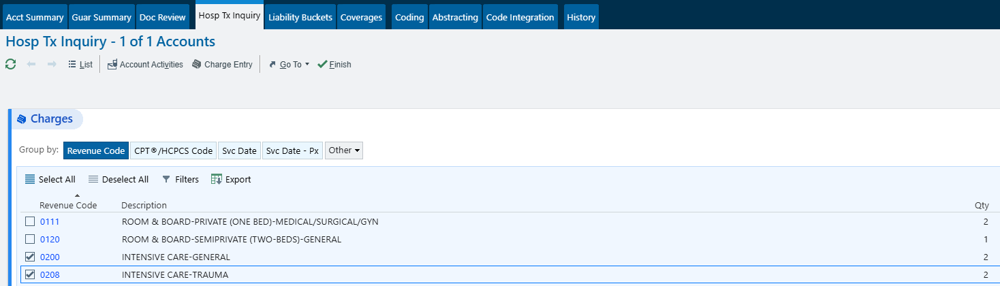 Acct Summary Guar Summary Doc Review Hosp Tx Inquiry Liability Buckets Coverages Coding Abstracting Code Integration History
Hosp Tx Inquiry - 1 of 1 Accounts
List Account Activities Charge Entry Go To Finish
Charges
Group by: Revenue Code CPT®/HCPCS Code Svc Date Svc Date - Px Other
Select All Deselect All Filters Export
Revenue Code Description Qty
0111 ROOM & BOARD-PRIVATE (ONE BED)-MEDICAL/SURGICAL/GYN 2
0120 ROOM & BOARD-SEMIPRIVATE (TWO-BEDS)-GENERAL 1
0200 INTENSIVE CARE-GENERAL 2
0208 INTENSIVE CARE-TRAUMA 2